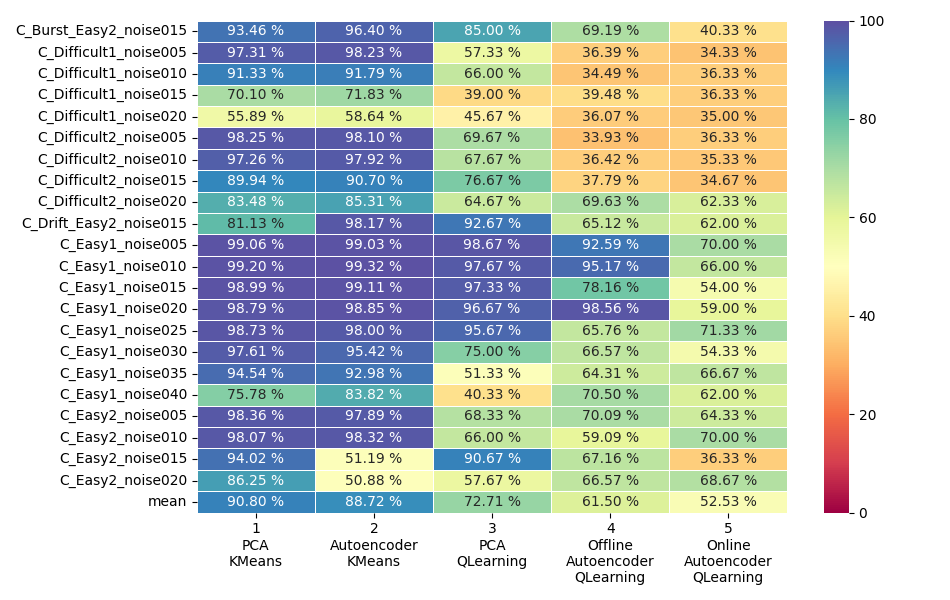 C_Burst_Easy2_noise015 93.46 % 96.40 % 85.00 % 69.19 % 40.33 %
C_Difficult1_noise005 97.31 % 98.23 % 57.33 % 36.39 % 34.33 %
C_Difficult1_noise010 91.33 % 91.79 % 66.00 % 34.49 % 36.33 %
C_Difficult1_noise015 70.10 % 71.83 % 39.00 % 39.48 % 36.33 %
C_Difficult1_noise020 55.89 % 58.64 % 45.67 % 36.07 % 35.00 %
C_Difficult2_noise005 98.25 % 98.10 % 69.67 % 33.93 % 36.33 %
C_Difficult2_noise010 97.26 % 97.92 % 67.67 % 36.42 % 35.33 %
C_Difficult2_noise015 89.94 % 90.70 % 76.67 % 37.79 % 34.67 %
C_Difficult2_noise020 83.48 % 85.31 % 64.67 % 69.63 % 62.33 %
C_Drift_Easy2_noise015 81.13 % 98.17 % 92.67 % 65.12 % 62.00 %
C_Easy1_noise005 99.06 % 99.03 % 98.67 % 92.59 % 70.00 %
C_Easy1_noise010 99.20 % 99.32 % 97.67 % 95.17 % 66.00 %
C_Easy1_noise015 98.99 % 99.11 % 97.33 % 78.16 % 54.00 %
C_Easy1_noise020 98.79 % 98.85 % 96.67 % 98.56 % 59.00 %
C_Easy1_noise025 98.73 % 98.00 % 95.67 % 65.76 % 71.33 %
C_Easy1_noise030 97.61 % 95.42 % 75.00 % 66.57 % 54.33 %
C_Easy1_noise035 94.54 % 92.98 % 51.33 % 64.31 % 66.67 %
C_Easy1_noise040 75.78 % 83.82 % 40.33 % 70.50 % 62.00 %
C_Easy2_noise005 98.36 % 97.89 % 68.33 % 70.09 % 64.33 %
C_Easy2_noise010 98.07 % 98.32 % 66.00 % 59.09 % 70.00 %
C_Easy2_noise015 94.02 % 51.19 % 90.67 % 67.16 % 36.33 %
C_Easy2_noise020 86.25 % 50.88 % 57.67 % 66.57 % 68.67 %
mean 90.80 % 88.72 % 72.71 % 61.50 % 52.53 %
1 2 3 4 5
PCA Autoencoder PCA Offline Online
KMeans KMeans QLearning Autoencoder Autoencoder
QLearning QLearning
100
80
60
40
20
0